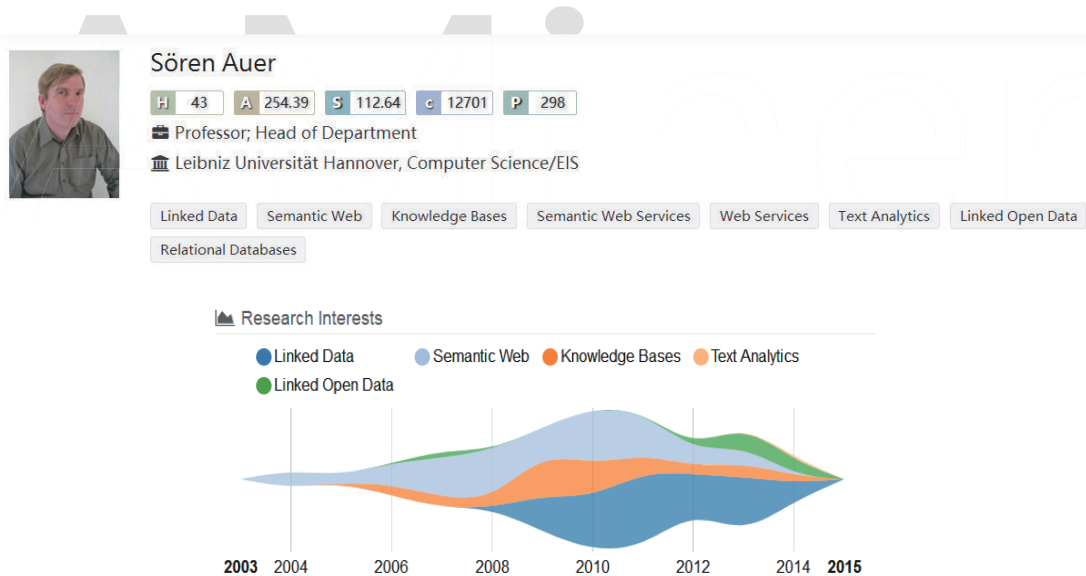 Sören Auer
H 43 A 254.39 S 112.64 c 12701 P 298
Professor; Head of Department
Leibniz Universität Hannover, Computer Science/EIS
Linked Data Semantic Web Knowledge Bases Semantic Web Services Web Services Text Analytics Linked Open Data
Relational Databases
Research Interests
Linked Data Semantic Web Knowledge Bases Text Analytics
Linked Open Data
2003 2004 2006 2008 2010 2012 2014 2015